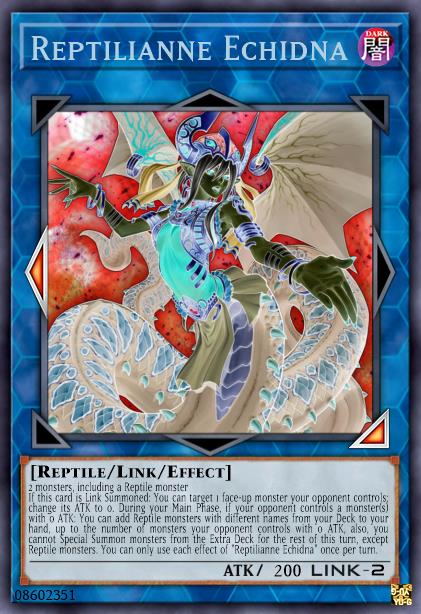 REPTILIANNE ECHIDNA
DARK
闇
[REPTILE/LINK/EFFECT]
2 monsters, including a Reptile monster
If this card is Link Summoned: You can target 1 face-up monster your opponent controls;
change its ATK to 0. During your Main Phase, if your opponent controls a monster(s)
with 0 ATK: You can add Reptile monsters with different names from your Deck to your
hand, up to the number of monsters your opponent controls with 0 ATK, also, you
cannot Special Summon monsters from the Extra Deck for the rest of this turn, except
Reptile monsters. You can only use each effect of "Reptilianne Echidna" once per turn.
ATK/ 200 LINK-2
08602351